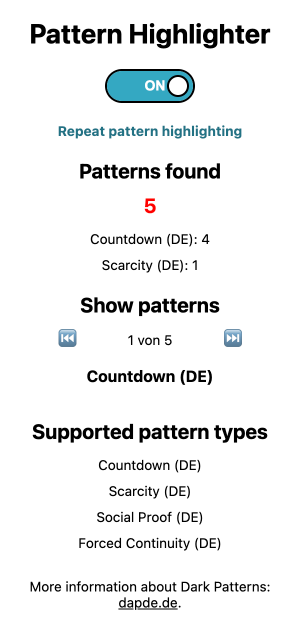 Pattern Highlighter
ON
Repeat pattern highlighting
Patterns found
5
Countdown (DE): 4
Scarcity (DE): 1
Show patterns
1 von 5
Countdown (DE)
Supported pattern types
Countdown (DE)
Scarcity (DE)
Social Proof (DE)
Forced Continuity (DE)
More information about Dark Patterns:
dapde.de.